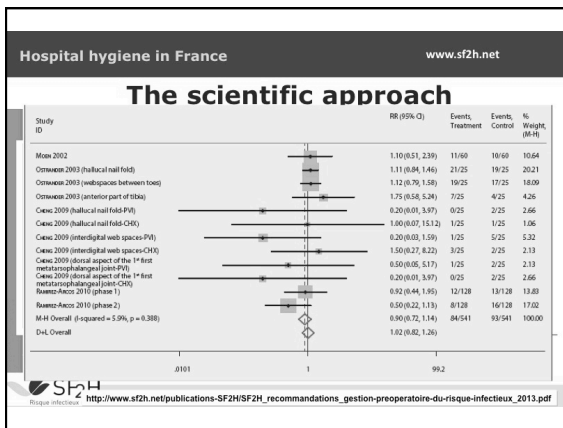 Hospital hygiene in France www.sf2h.net
The scientific approach
Study RR (95% CI) Events, Events, %
ID Treatment Control Weight,
(M-H)
MOEN 2002 1.10 (0.51, 2.39) 11/60 10/60 10.64
OSTRANDER 2003 (hallucal nail fold) 1.11 (0.84, 1.46) 21/25 19/25 20.21
OSTRANDER 2003 (webspaces between toes) 1.12 (0.79, 1.58) 19/25 17/25 18.09
OSTRANDER 2003 (anterior part of tibia) 1.75 (0.58, 5.24) 7/25 4/25 4.26
CHENG 2009 (hallucal nail fold-PVI) 0.20 (0.01, 3.97) 0/25 2/25 2.66
CHENG 2009 (hallucal nail fold-CHX) 1.00 (0.07, 15.12) 1/25 1/25 1.06
CHENG 2009 (interdigital web spaces-PVI) 0.20 (0.03, 1.59) 1/25 5/25 5.32
CHENG 2009 (interdigital web spaces-CHX) 1.50 (0.27, 8.22) 3/25 2/25 2.13
CHENG 2009 (dorsal aspect of the 1st first
metatarsophalangeal joint-PVI) 0.50 (0.05, 5.17) 1/25 2/25 2.13
CHENG 2009 (dorsal aspect of the 1st first
metatarsophalangeal joint-CHX) 0.20 (0.01, 3.97) 0/25 2/25 2.66
RAMIREZ-ARCOS 2010 (phase 1) 0.92 (0.44, 1.95) 12/128 13/128 13.83
RAMIREZ-ARCOS 2010 (phase 2) 0.50 (0.22, 1.13) 8/128 16/128 17.02
M-H Overall (I-squared = 5.9%, p = 0.388) 0.90 (0.72, 1.14) 84/541 93/541 100.00
D+L Overall 1.02 (0.82, 1.26)
.0101 1 99.2
SF2H
Risque infectieux http://www.sf2h.net/publications-SF2H/SF2H_recommandations_gestion-preoperatoire-du-risque-infectieux_2013.pdf